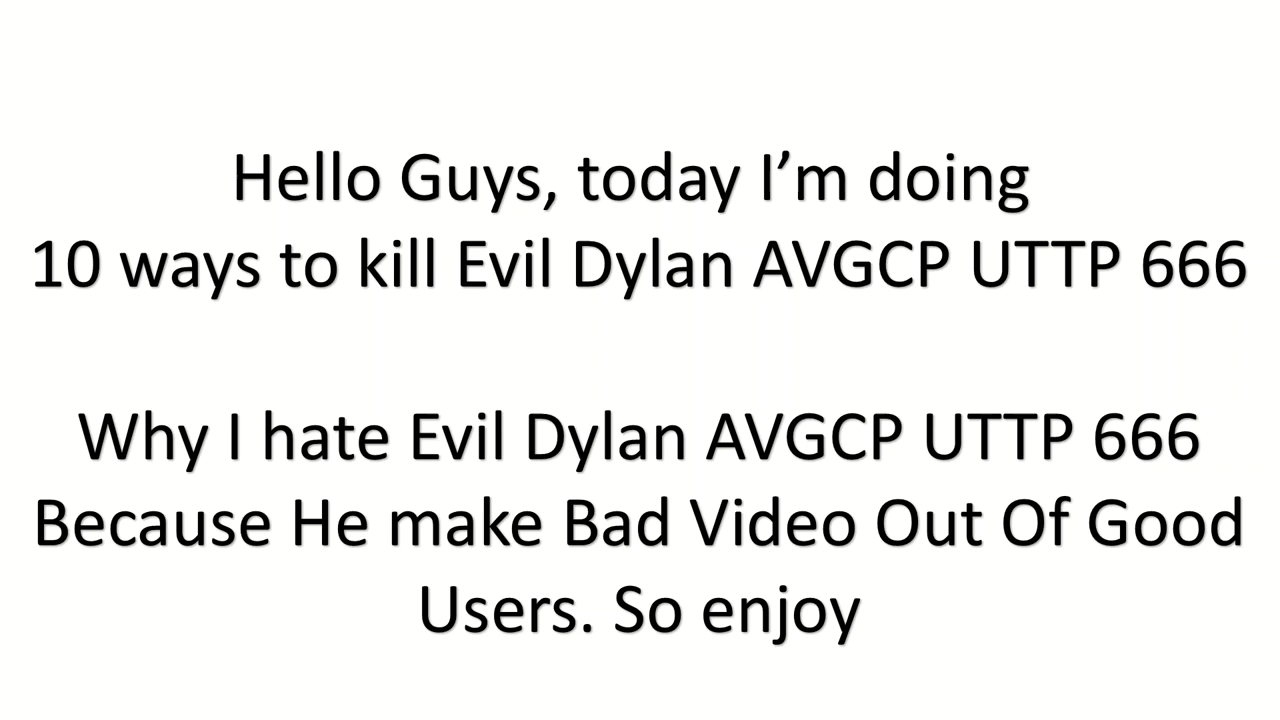 Hello Guys, today I’m doing
10 ways to kill Evil Dylan AVGCP UTTP 666
Why I hate Evil Dylan AVGCP UTTP 666
Because He make Bad Video Out Of Good
Users. So enjoy